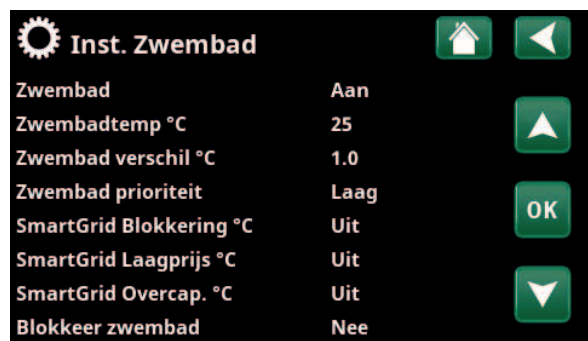 Inst. Zwembad
Zwembad Aan
Zwembadtemp °C 25
Zwembad verschil °C 1.0
Zwembad prioriteit Laag
SmartGrid Blokkering °C Uit
SmartGrid Laagprijs °C Uit
SmartGrid Overcap. °C Uit
Blokkeer zwembad Nee
OK